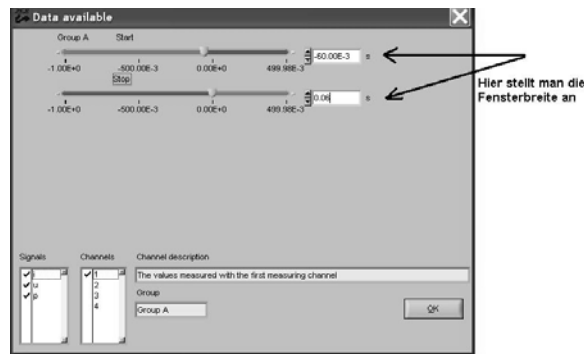 Data available
Group A Start
-60.00E-3 s
-1.00E+0 -500.00E-3 0.00E+0 499.98E-3
Stop
0.06 s
-1.00E+0 -500.00E-3 0.00E+0 499.98E-3
Hier stellt man die
Fensterbreite an
Signals Channels Channel description
i 1 The values measured with the first measuring channel
u 2
p 3 Group
4 Group A
OK